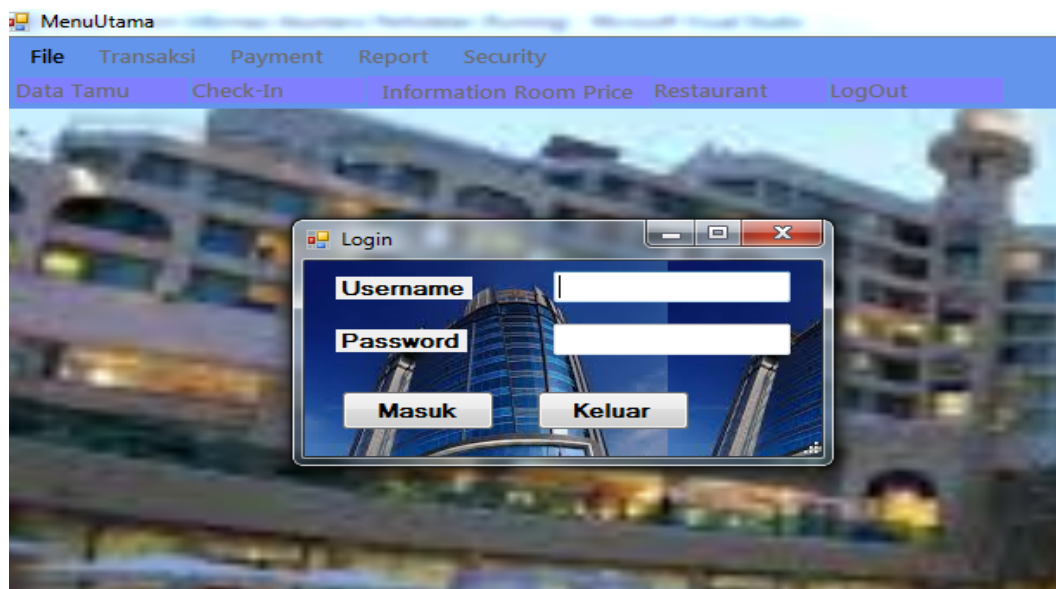 MenuUtama
File Transaksi Payment Report Security
Data Tamu Check-In Information Room Price Restaurant LogOut
Login
Username
Password
Masuk Keluar